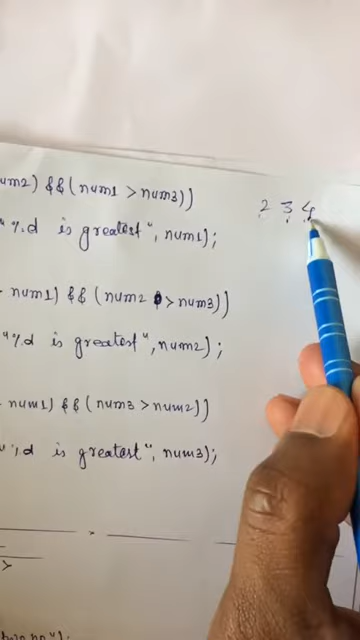 num2) && (num1 > num3))
2 3 4
"%d is greatest", num1);
num1) && (num2 > num3))
"%d is greatest", num2);
num1) && (num3 > num2))
"%d is greatest", num3);